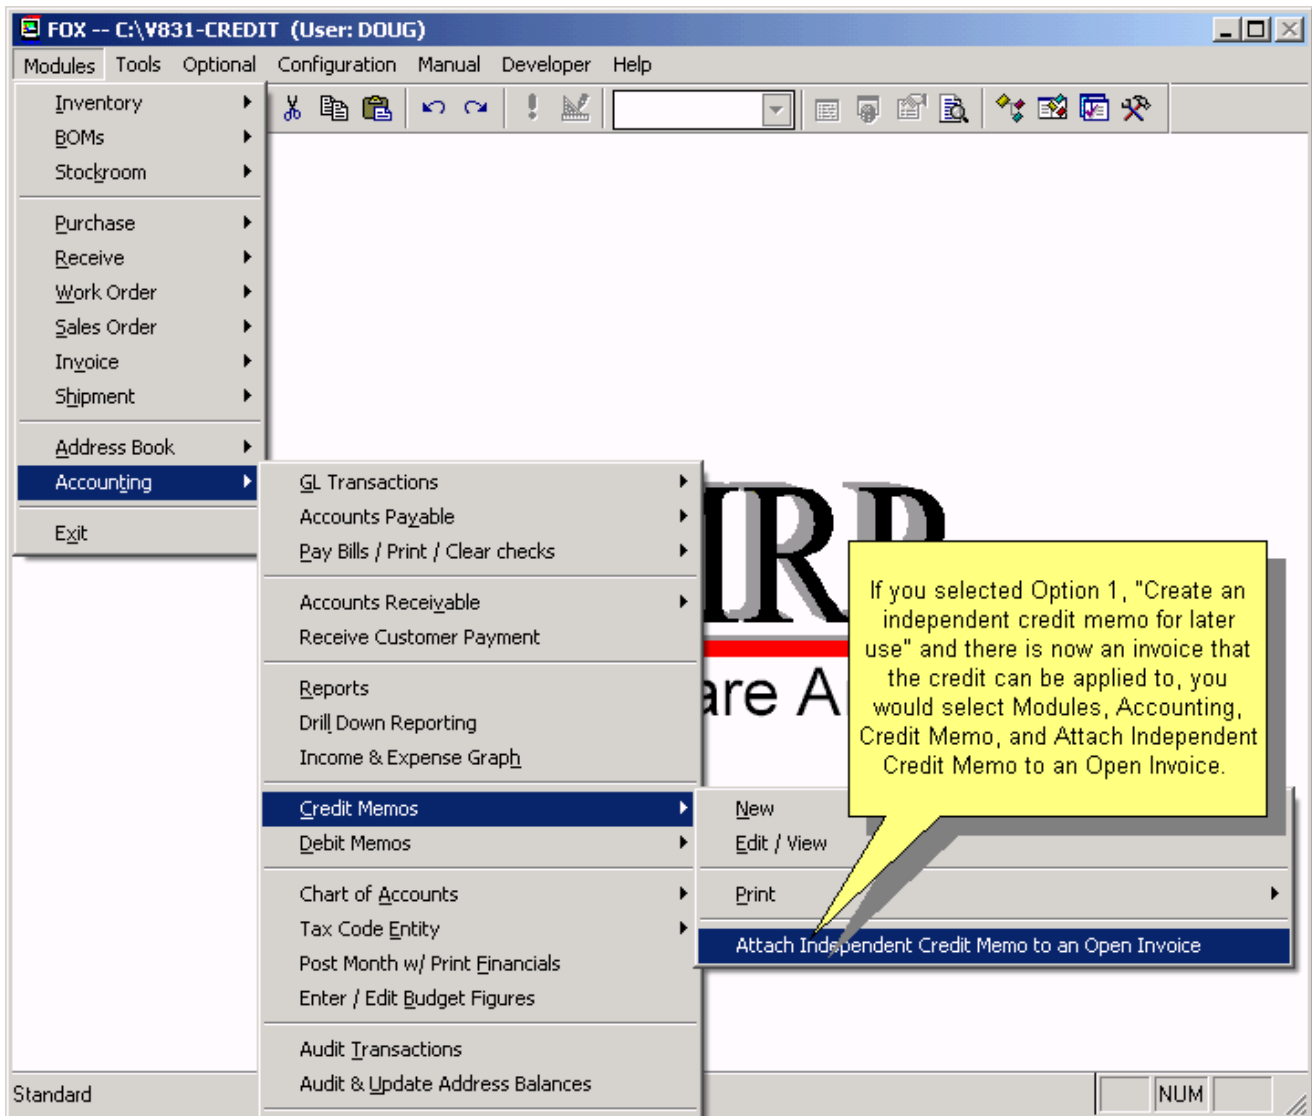 FOX -- C:\V831-CREDIT (User: DOUG)
Modules Tools Optional Configuration Manual Developer Help
Inventory
BOMs
Stockroom
Purchase
Receive
Work Order
Sales Order
Invoice
Shipment
Address Book
Accounting
Exit
GL Transactions
Accounts Payable
Pay Bills / Print / Clear checks
Accounts Receivable
Receive Customer Payment
Reports
Drill Down Reporting
Income & Expense Graph
Credit Memos
Debit Memos
Chart of Accounts
Tax Code Entity
Post Month w/ Print Financials
Enter / Edit Budget Figures
Audit Transactions
Audit & Update Address Balances
If you selected Option 1, "Create an
independent credit memo for later
use" and there is now an invoice that
the credit can be applied to, you
would select Modules, Accounting,
Credit Memo, and Attach Independent
Credit Memo to an Open Invoice.
New
Edit / View
Print
Attach Independent Credit Memo to an Open Invoice
Standard
NUM